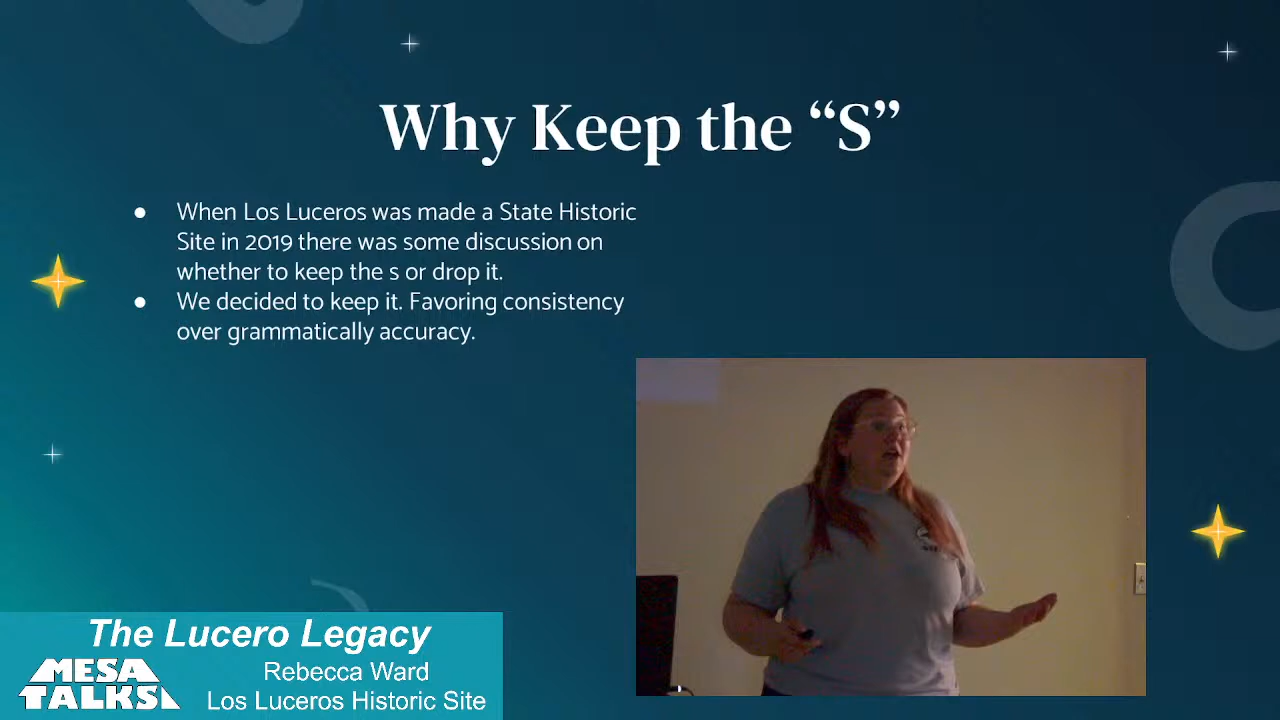 Why Keep the “S”
● When Los Luceros was made a State Historic
Site in 2019 there was some discussion on
whether to keep the s or drop it.
● We decided to keep it. Favoring consistency
over grammatically accuracy.
The Lucero Legacy
MESA
TALKS
Rebecca Ward
Los Luceros Historic Site